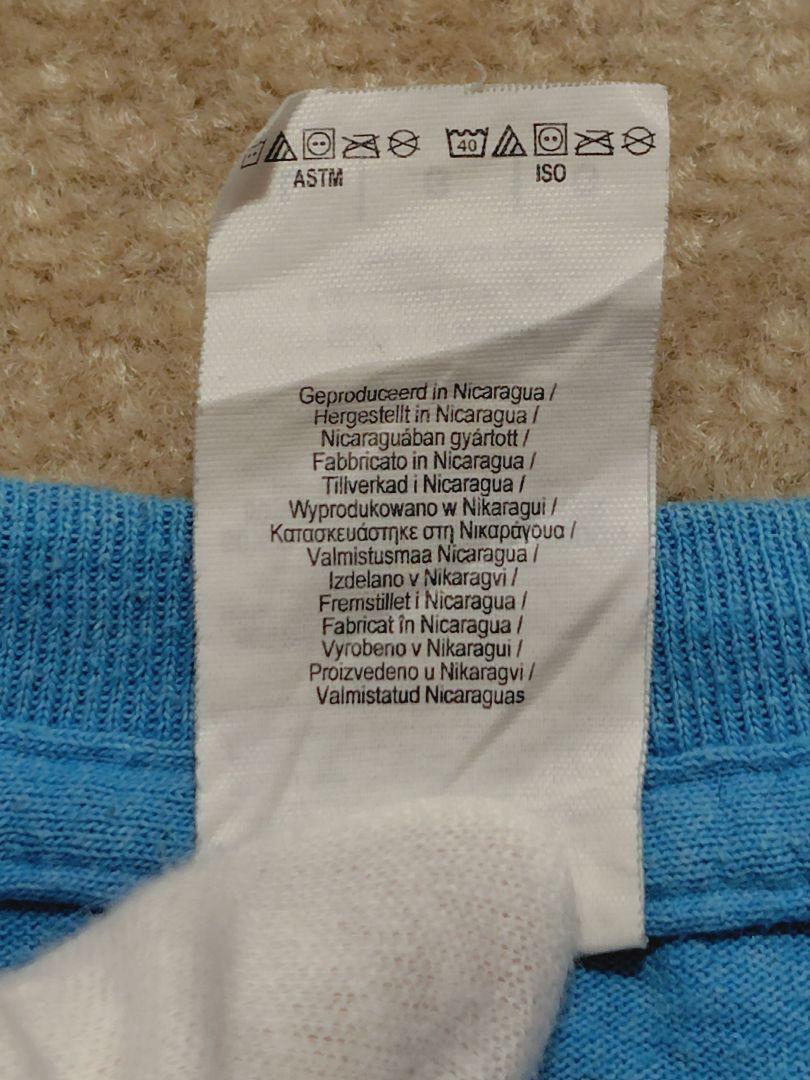 40
ASTM ISO
Geproduceerd in Nicaragua /
Hergestellt in Nicaragua /
Nicaraguában gyártott /
Fabbricato in Nicaragua /
Tillverkad i Nicaragua /
Wyprodukowano w Nikaragui /
Κατασκευάστηκε στη Νικαράγουα /
Valmistusmaa Nicaragua /
Izdelano v Nikaragvi /
Fremstillet i Nicaragua /
Fabricat în Nicaragua /
Vyrobeno v Nikaragui /
Proizvedeno u Nikaragvi /
Valmistatud Nicaraguas